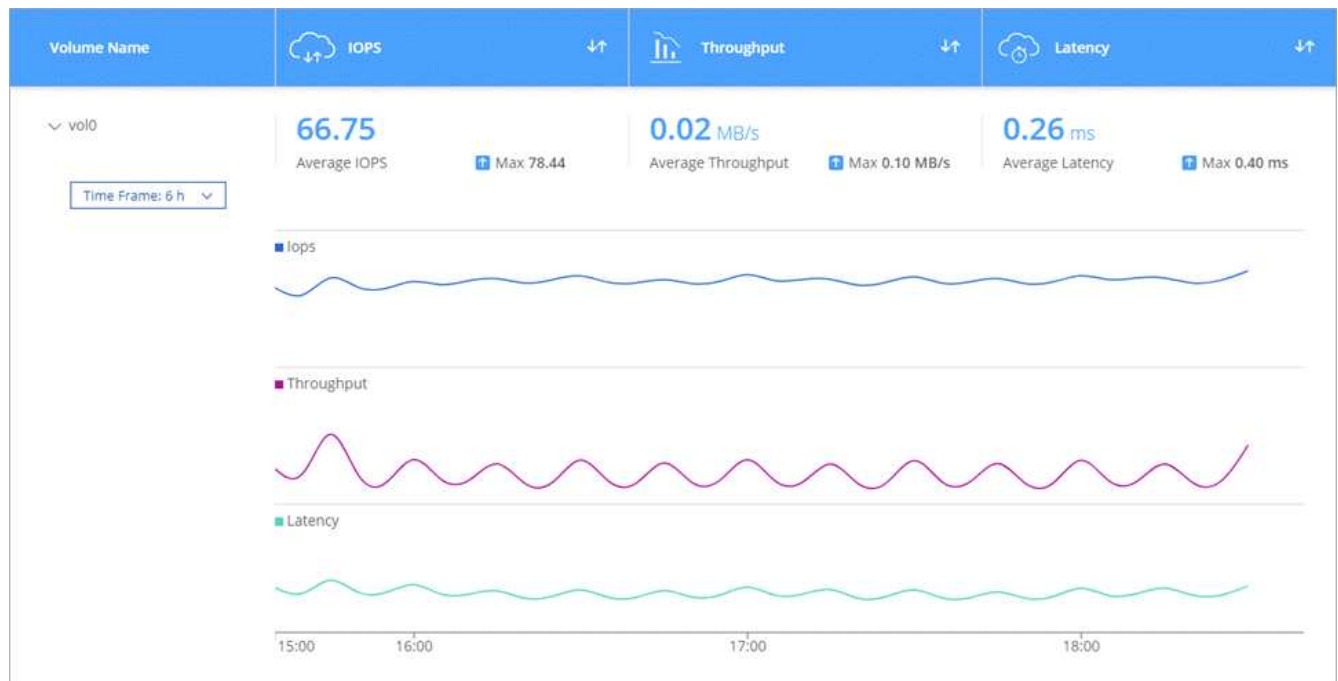 Volume Name IOPS Throughput Latency
vol0 66.75 0.02 MB/s 0.26 ms
Average IOPS Max 78.44 Average Throughput Max 0.10 MB/s Average Latency Max 0.40 ms
Time Frame: 6 h
Iops
Throughput
Latency
15:00 16:00 17:00 18:00